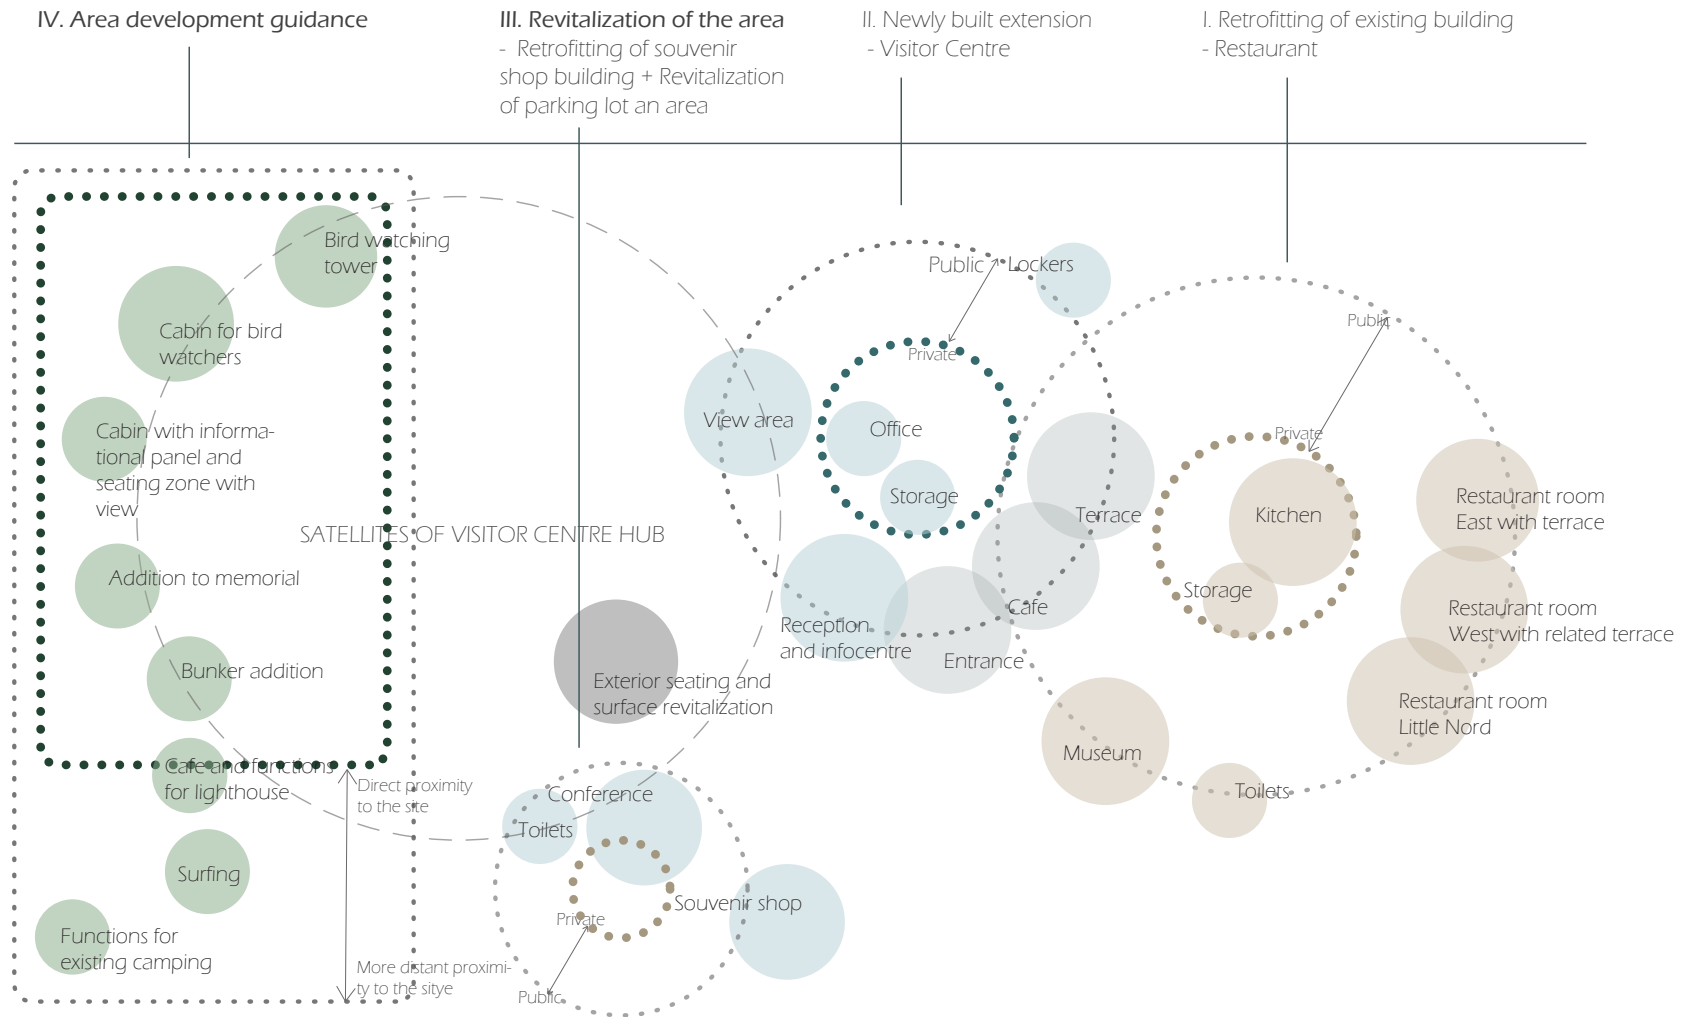 IV. Area development guidance
III. Revitalization of the area
- Retrofitting of souvenir
shop building + Revitalization
of parking lot an area
II. Newly built extension
- Visitor Centre
I. Retrofitting of existing building
- Restaurant
Bird watching
tower
Cabin for bird
watchers
Cabin with informa-
tional panel and
seating zone with
view
SATELLITES OF VISITOR CENTRE HUB
Addition to memorial
Bunker addition
Cafe and functions
for lighthouse
Direct proximity
to the site
Surfing
Functions for
existing camping
More distant proximi-
ty to the sitye
Exterior seating and
surface revitalization
Conference
Toilets
Souvenir shop
Private
Public
View area
Public
Lockers
Private
Office
Storage
Terrace
Cafe
Reception
and infocentre
Entrance
Public
Private
Kitchen
Storage
Restaurant room
East with terrace
Restaurant room
West with related terrace
Restaurant room
Little Nord
Museum
Toilets